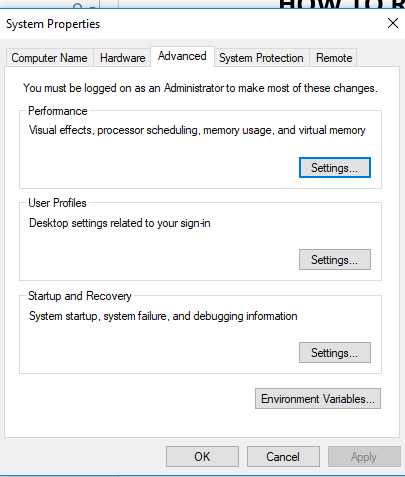 HOW TO R
System Properties
Computer Name Hardware Advanced System Protection Remote
You must be logged on as an Administrator to make most of these changes.
Performance
Visual effects, processor scheduling, memory usage, and virtual memory
Settings...
User Profiles
Desktop settings related to your sign-in
Settings...
Startup and Recovery
System startup, system failure, and debugging information
Settings...
Environment Variables...
OK Cancel Apply